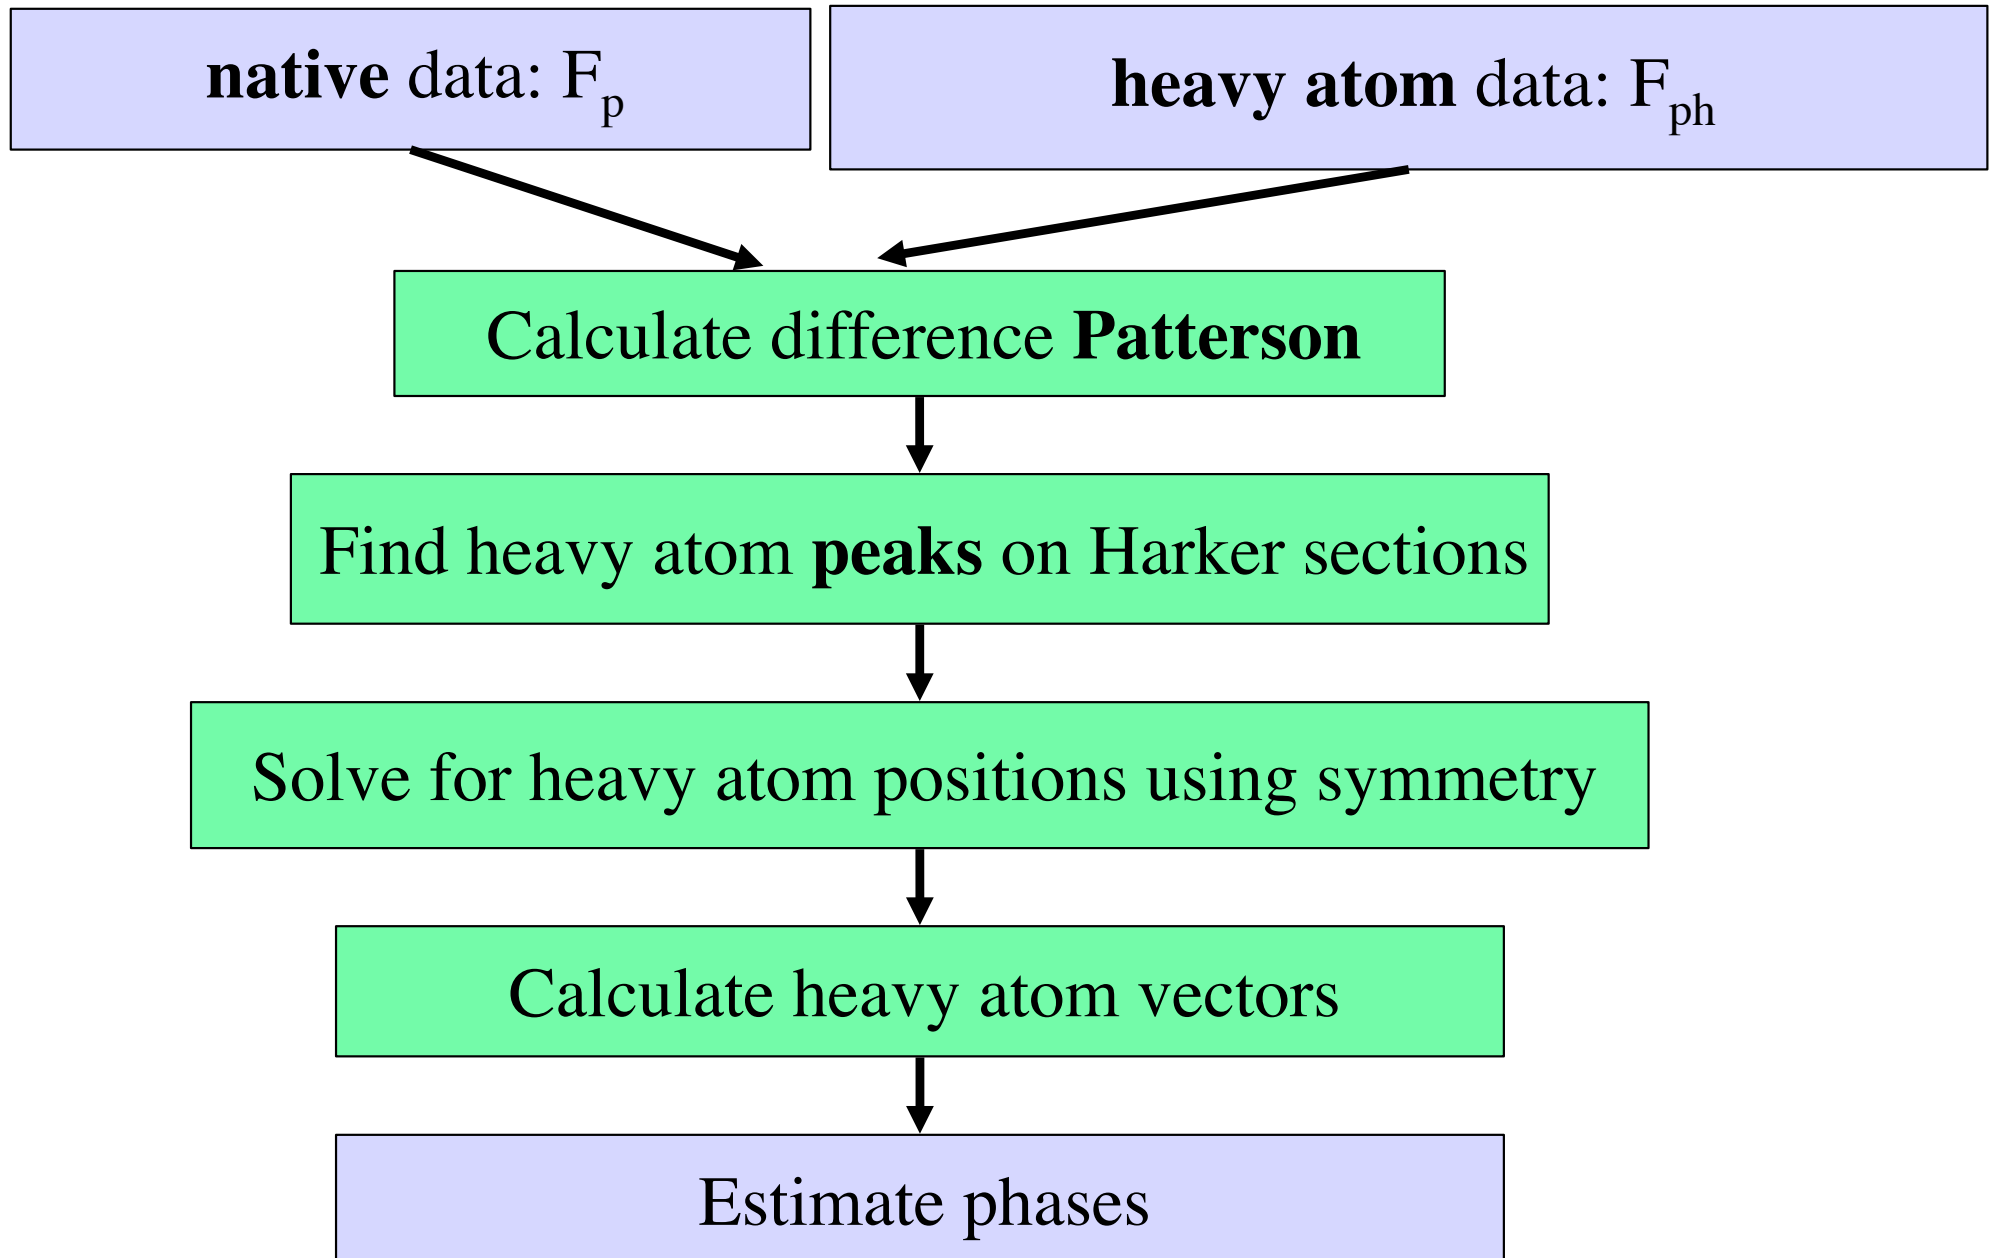 native data: Fp
heavy atom data: Fph
Calculate difference Patterson
Find heavy atom peaks on Harker sections
Solve for heavy atom positions using symmetry
Calculate heavy atom vectors
Estimate phases